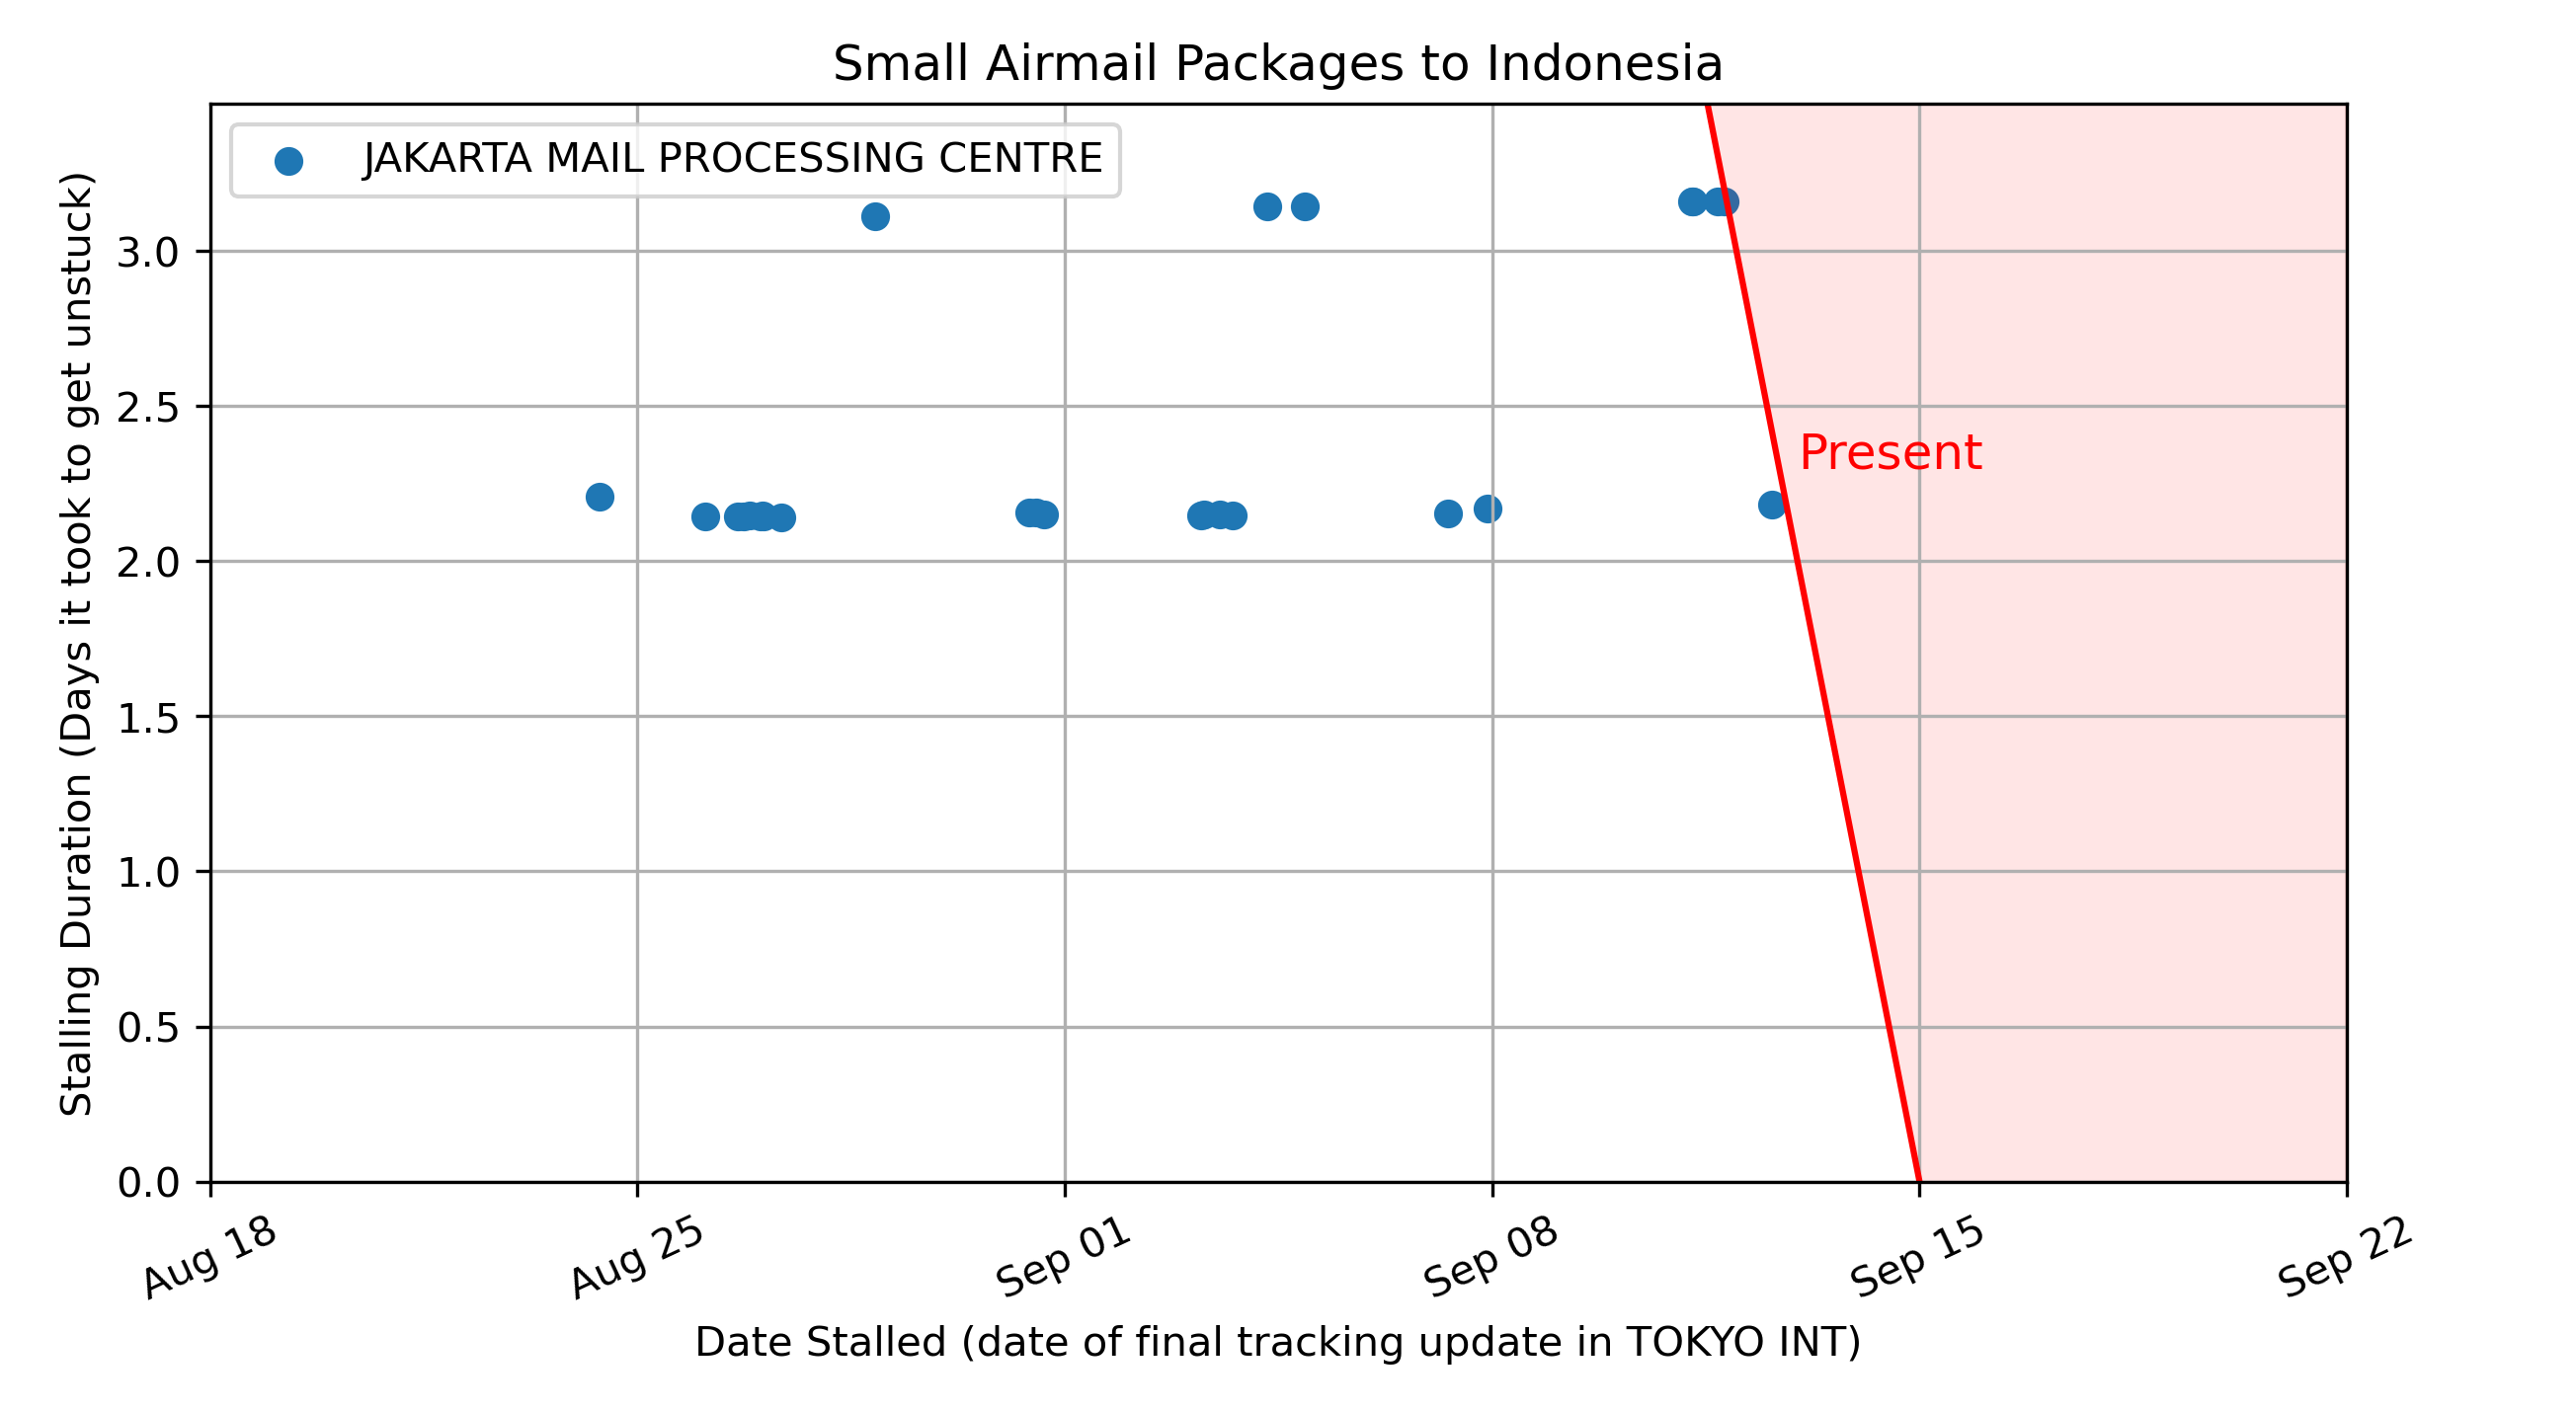 Small Airmail Packages to Indonesia
JAKARTA MAIL PROCESSING CENTRE
Stalling Duration (Days it took to get unstuck)
3.0
2.5
2.0
1.5
1.0
0.5
0.0
Present
Aug 18
Aug 25
Sep 01
Sep 08
Sep 15
Sep 22
Date Stalled (date of final tracking update in TOKYO INT)